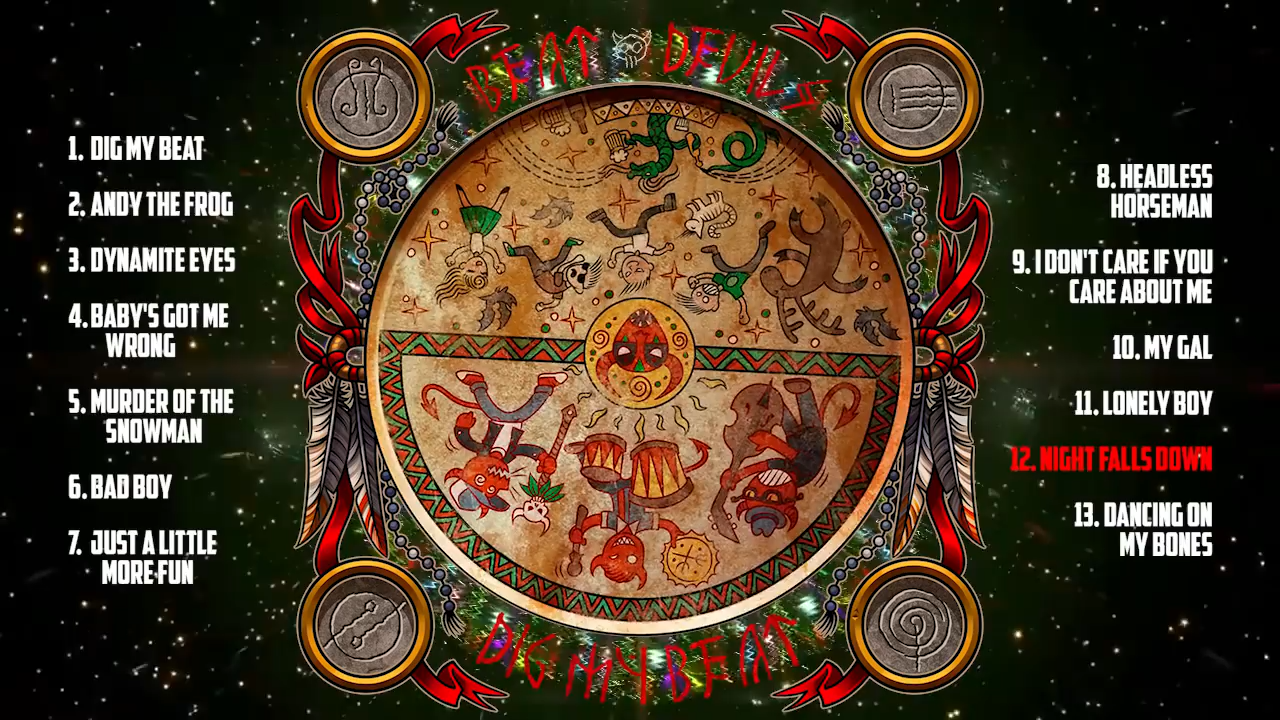 BEAT DEVILS
1. DIG MY BEAT
2. ANDY THE FROG
3. DYNAMITE EYES
4. BABY'S GOT ME
WRONG
5. MURDER OF THE
SNOWMAN
6. BAD BOY
7. JUST A LITTLE
MORE FUN
8. HEADLESS
HORSEMAN
9. I DON'T CARE IF YOU
CARE ABOUT ME
10. MY GAL
11. LONELY BOY
12. NIGHT FALLS DOWN
13. DANCING ON
MY BONES
DIG MY BEAT